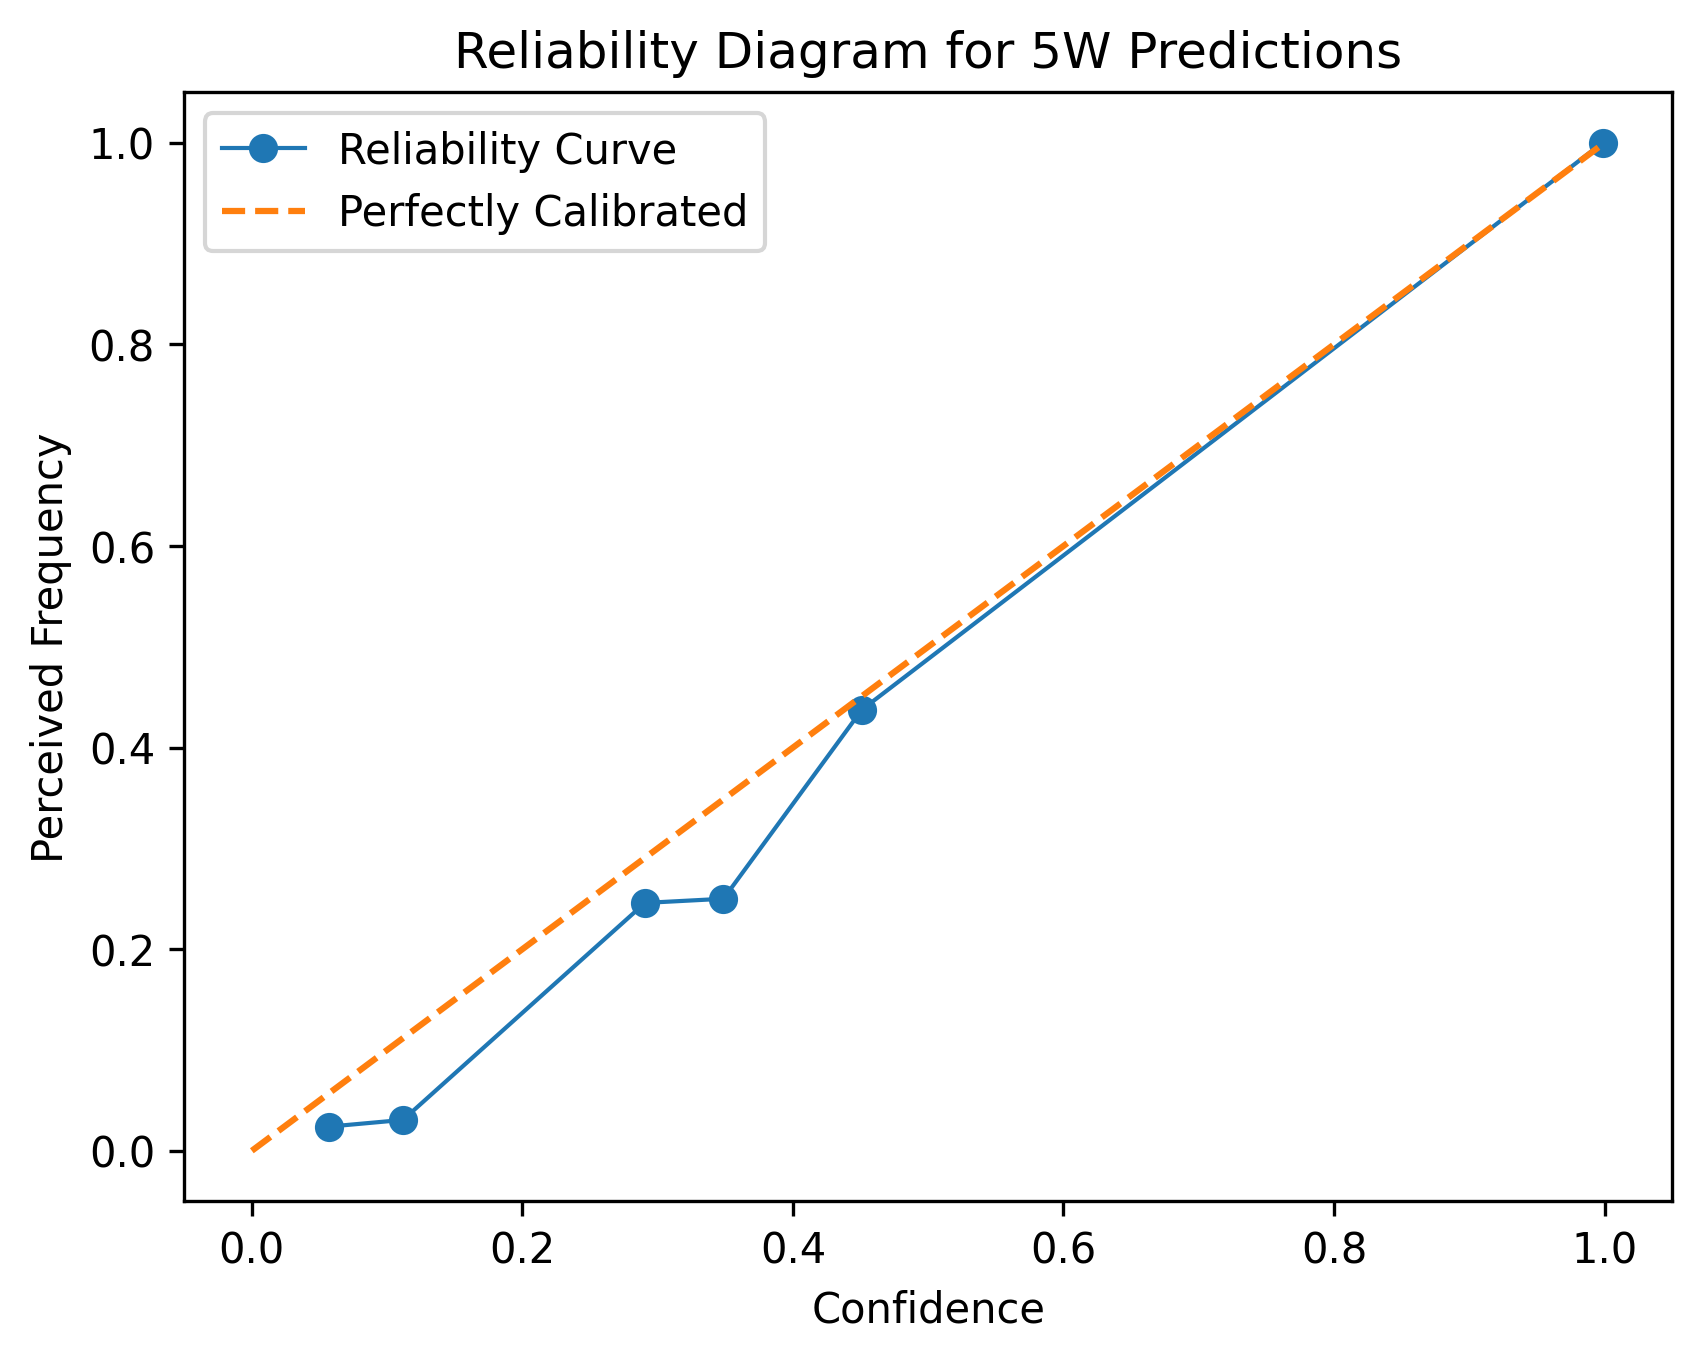 Reliability Diagram for 5W Predictions
Reliability Curve
Perfectly Calibrated
1.0
0.8
0.6
0.4
0.2
0.0
Perceived Frequency
0.0 0.2 0.4 0.6 0.8 1.0
Confidence